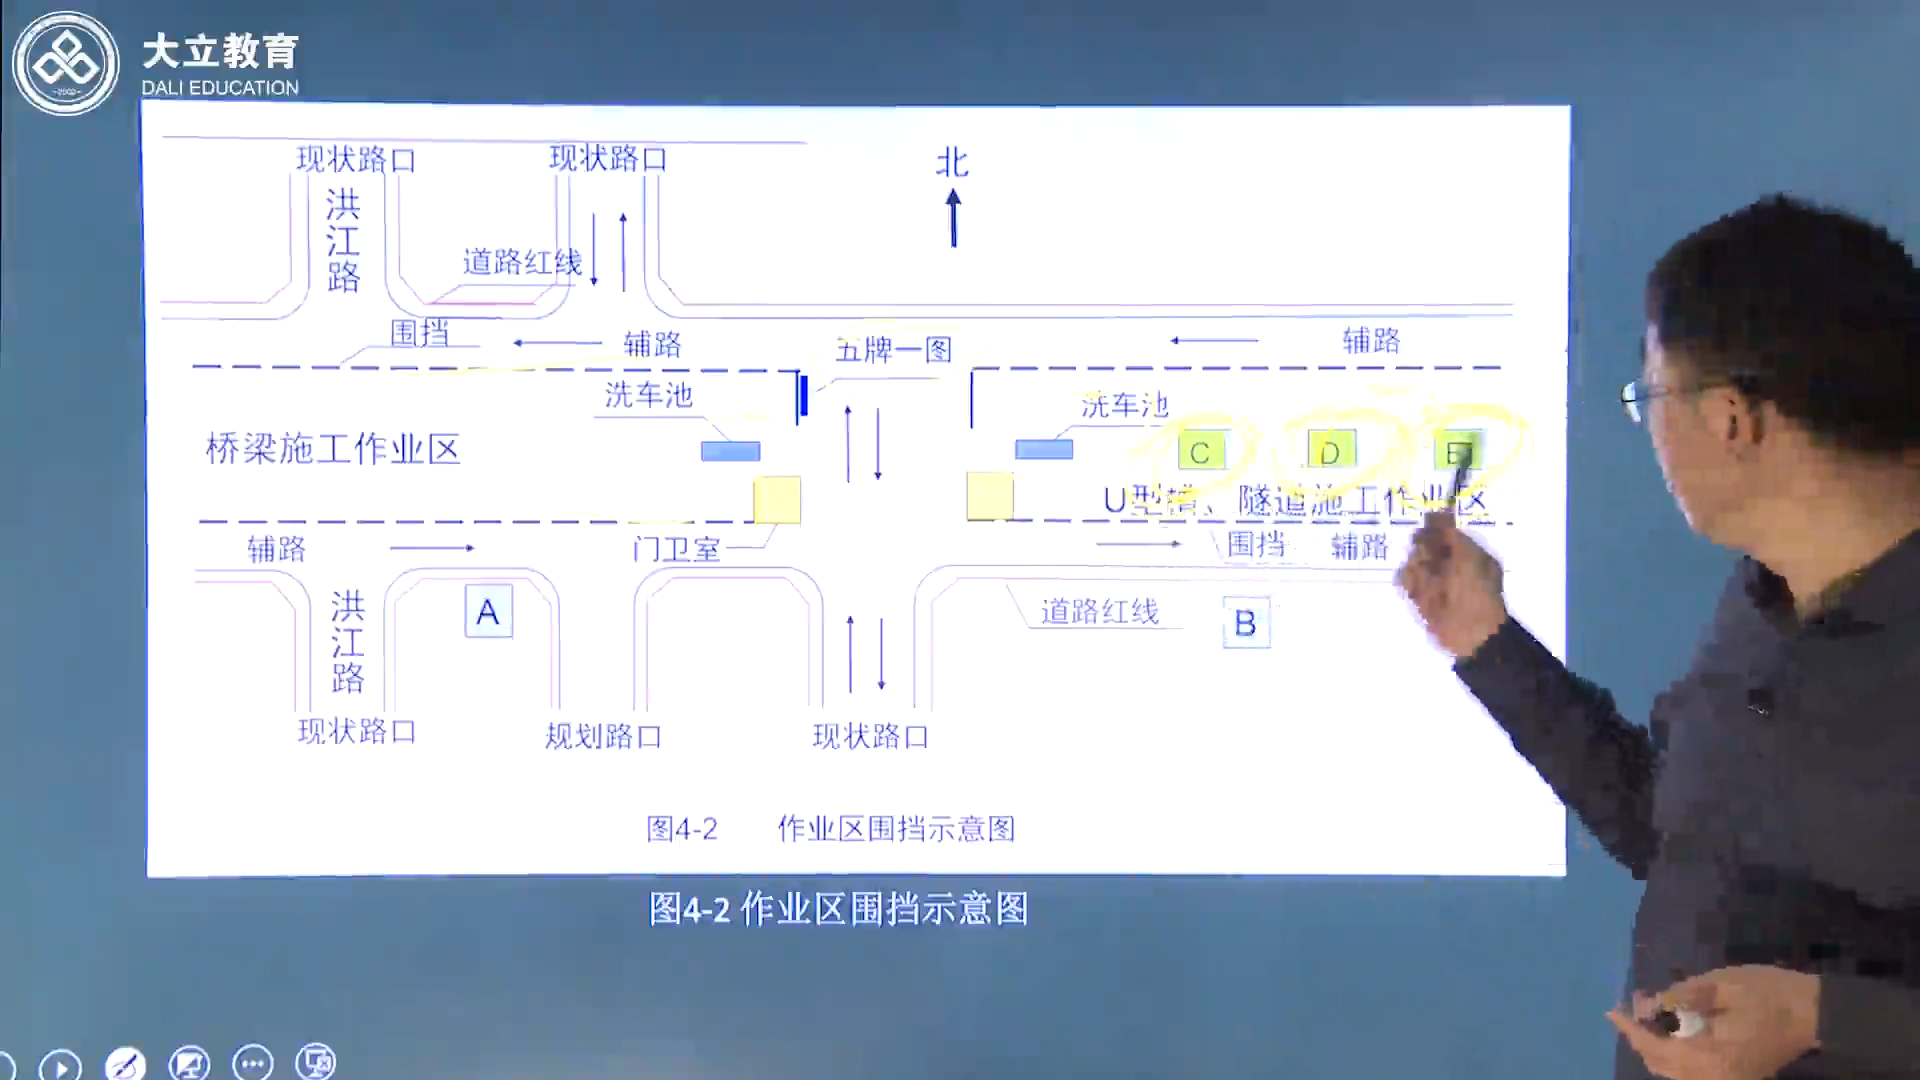 大立教育
DALI EDUCATION
现状路口
现状路口
北
洪江路
道路红线
围挡
辅路
五牌一图
辅路
洗车池
洗车池
桥梁施工作业区
C
D
E
U型槽、隧道施工作业区
辅路
门卫室
围挡
辅路
洪江路
A
道路红线
B
现状路口
规划路口
现状路口
图4-2 作业区围挡示意图
图4-2 作业区围挡示意图